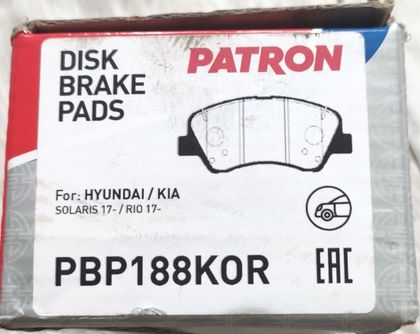 DISK
BRAKE
PADS
PATRON
For: HYUNDAI / KIA
SOLARIS 17- / RIO 17-
PBP188KOR
EAC